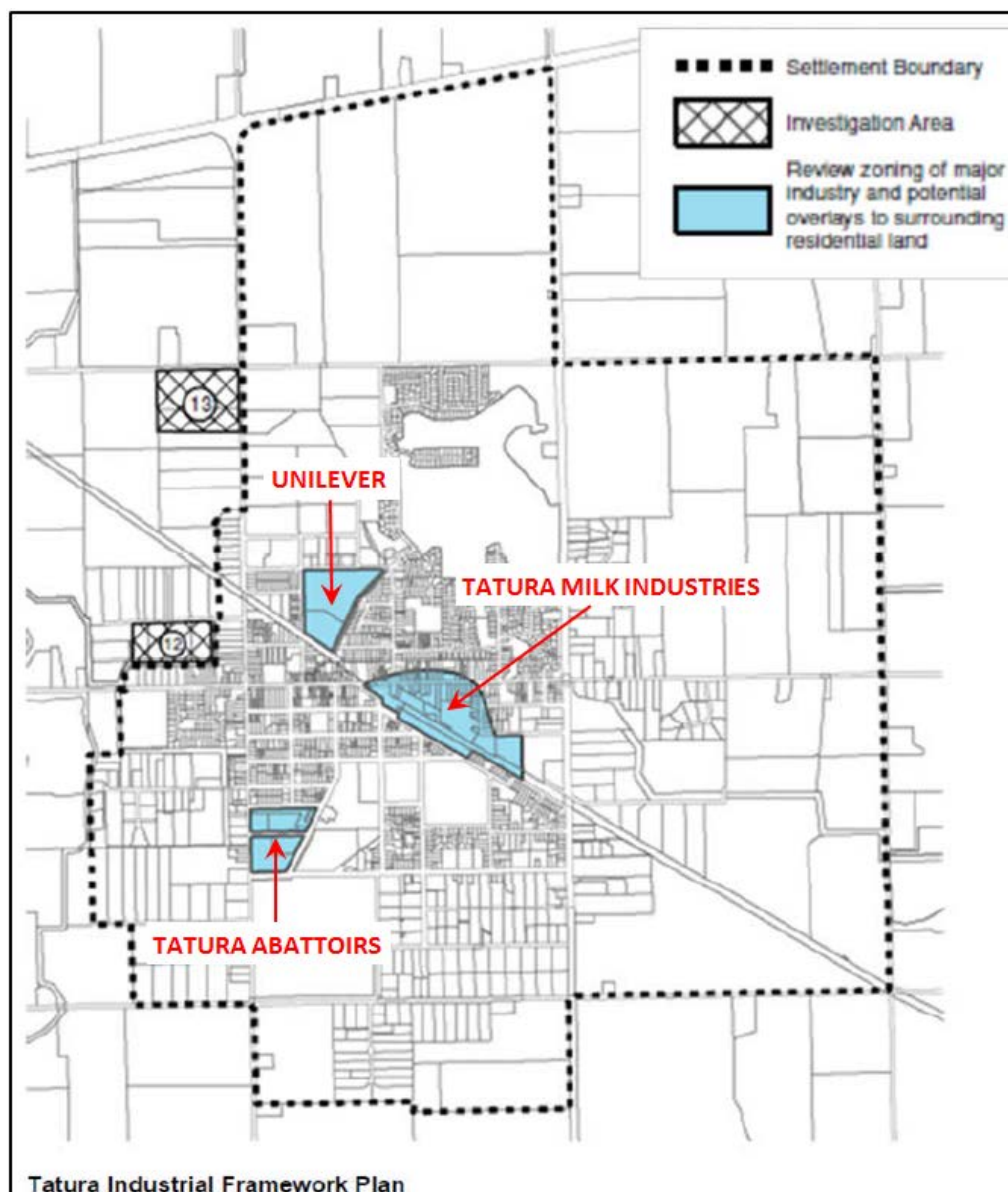 Settlement Boundary
Investigation Area
Review zoning of major
industry and potential
overlays to surrounding
residential land
13
UNILEVER
TATURA MILK INDUSTRIES
12
TATURA ABATTOIRS
Tatura Industrial Framework Plan